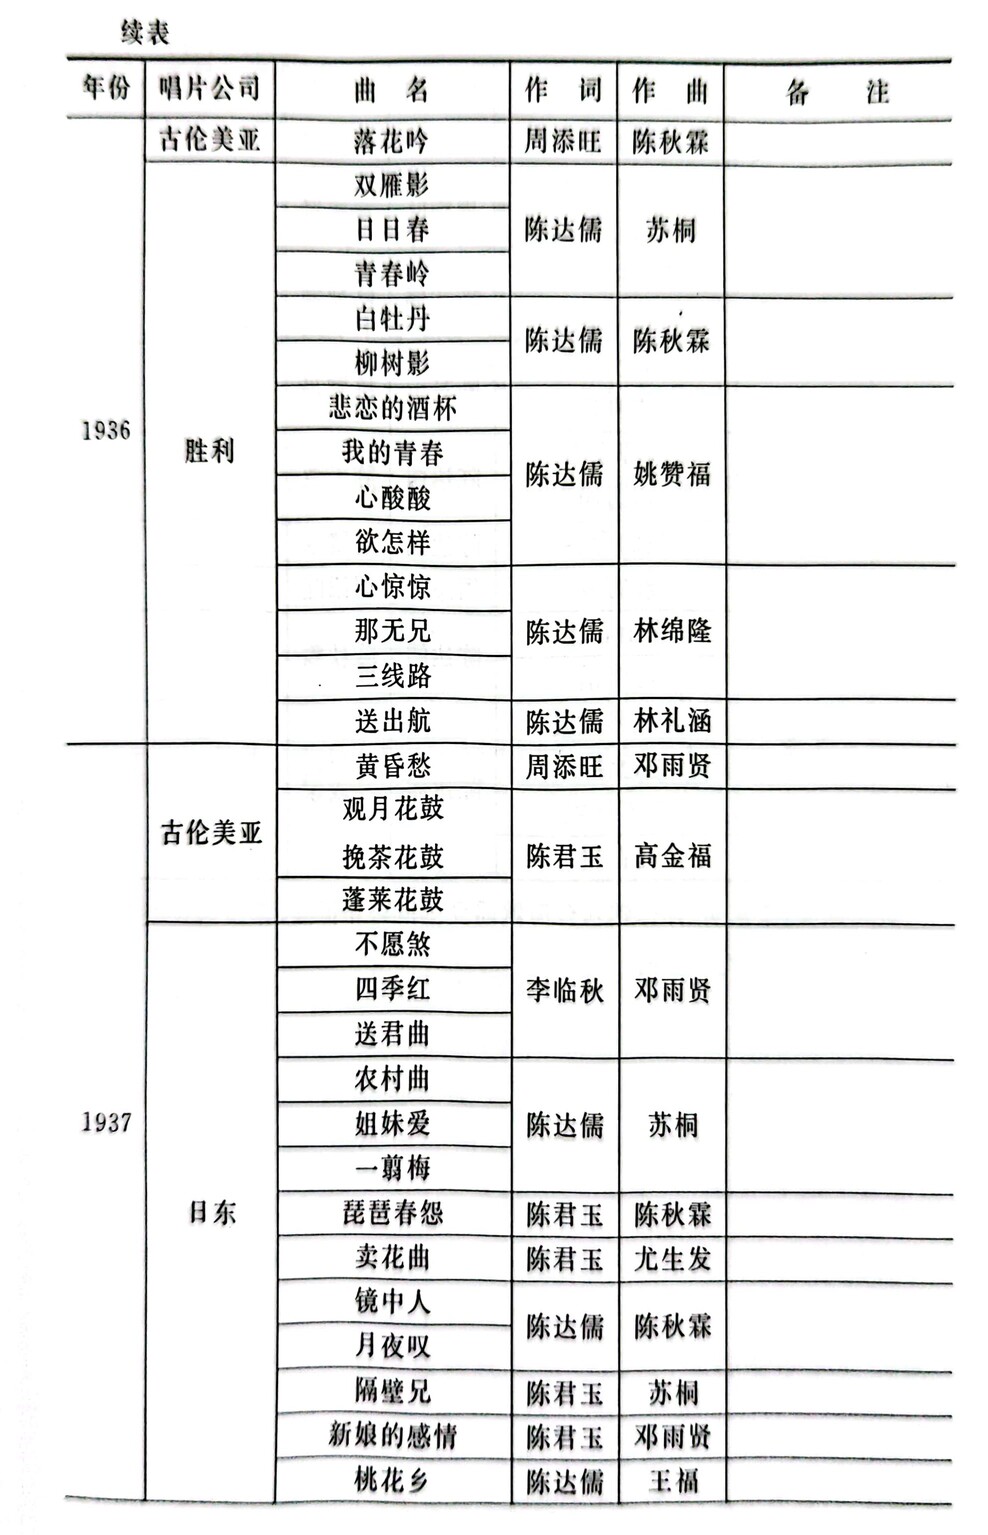 续表
年份 唱片公司 曲名 作词 作曲 备注
古伦美亚 落花吟 周添旺 陈秋霖
双雁影
日日春 陈达儒 苏桐
青春岭
白牡丹
陈达儒 陈秋霖
柳树影
悲恋的酒杯
1936
胜利 我的青春
陈达儒 姚赞福
心酸酸
欲怎样
心惊惊
那无兄 陈达儒 林绵隆
三线路
送出航 陈达儒 林礼涵
黄昏愁 周添旺 邓雨贤
观月花鼓
古伦美亚
挽茶花鼓 陈君玉 高金福
蓬莱花鼓
不愿煞
四季红 李临秋 邓雨贤
送君曲
农村曲
1937 姐妹爱 陈达儒 苏桐
一翦梅
日东 琵琶春怨 陈君玉 陈秋霖
卖花曲 陈君玉 尤生发
镜中人
陈达儒 陈秋霖
月夜叹
隔壁兄 陈君玉 苏桐
新娘的感情 陈君玉 邓雨贤
桃花乡 陈达儒 王福